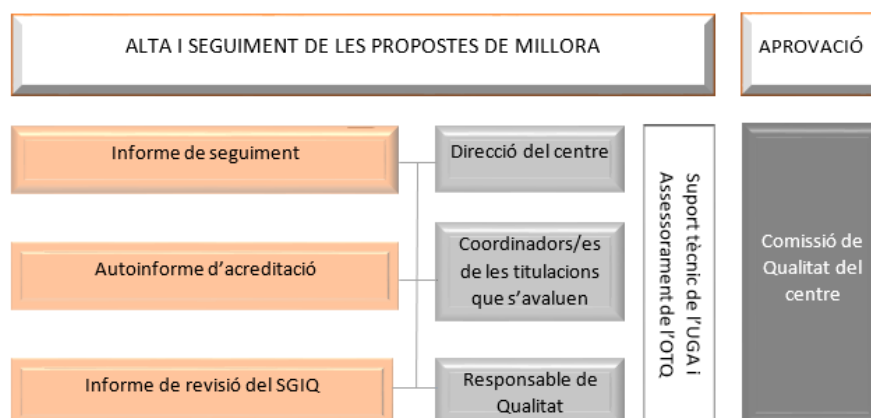 ALTA I SEGUIMENT DE LES PROPOSTES DE MILLORA
APROVACIÓ
Informe de seguiment
Direcció del centre
Autoinforme d'acreditació
Coordinadors/es
de les titulacions
que s'avaluen
Informe de revisió del SGIQ
Responsable de
Qualitat
Suport tècnic de l'UGA i
Assessorament de l'OTQ
Comissió de
Qualitat del
centre